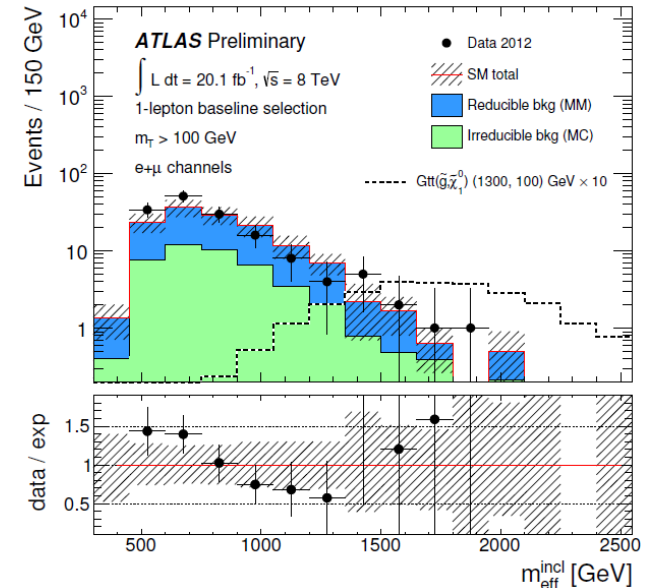 ATLAS Preliminary
∫ L dt = 20.1 fb⁻¹, √s = 8 TeV
1-lepton baseline selection
m_T > 100 GeV
e+μ channels
Data 2012
SM total
Reducible bkg (MM)
Irreducible bkg (MC)
Gtt(g̃,χ̃⁰₁) (1300, 100) GeV × 10
Events / 150 GeV
10⁴
10³
10²
10
1
data / exp
1.5
1
0.5
500 1000 1500 2000 2500
m_eff^incl [GeV]